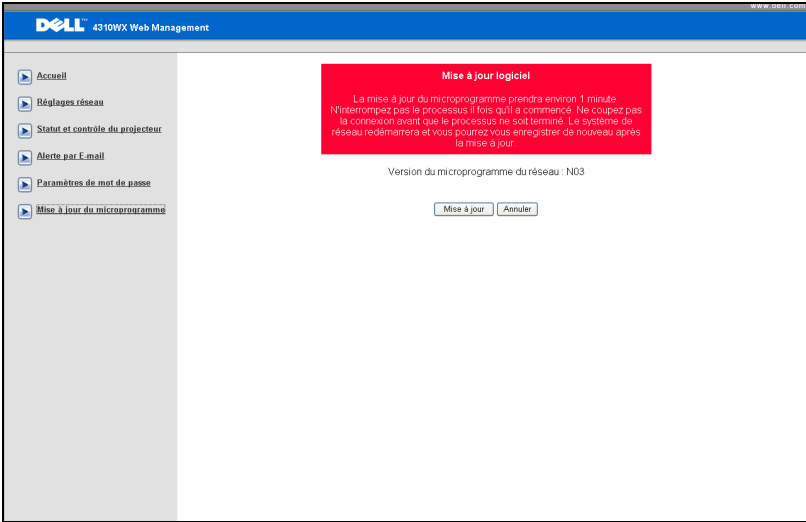 www.dell.com
DELL™ 4310WX Web Management
Accueil
Réglages réseau
Statut et contrôle du projecteur
Alerte par E-mail
Paramètres de mot de passe
Mise à jour du microprogramme
Mise à jour logiciel
La mise à jour du microprogramme prendra environ 1 minute.
N'interrompez pas le processus il fois qu'il a commencé. Ne coupez pas
la connexion avant que le processus ne soit terminé. Le système de
réseau redémarrera et vous pourrez vous enregistrer de nouveau après
la mise à jour.
Version du microprogramme du réseau : N03
Mise à jour
Annuler